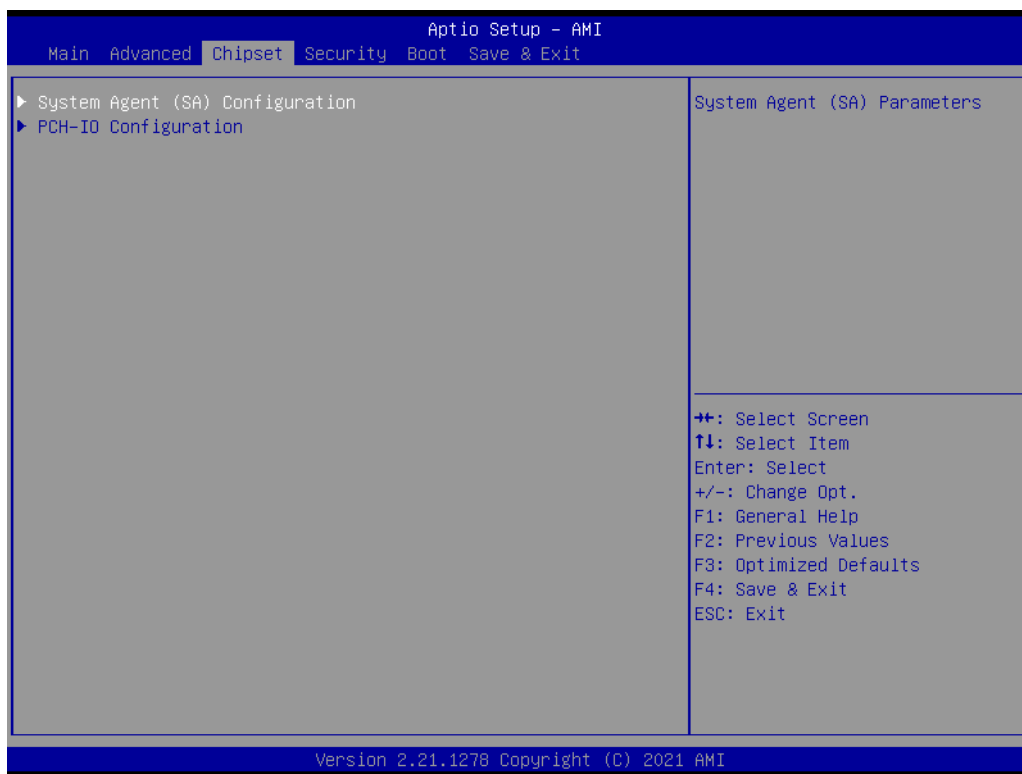 Aptio Setup - AMI
Main Advanced Chipset Security Boot Save & Exit
▶ System Agent (SA) Configuration
▶ PCH-IO Configuration
System Agent (SA) Parameters
→←: Select Screen
↑↓: Select Item
Enter: Select
+/-: Change Opt.
F1: General Help
F2: Previous Values
F3: Optimized Defaults
F4: Save & Exit
ESC: Exit
Version 2.21.1278 Copyright (C) 2021 AMI